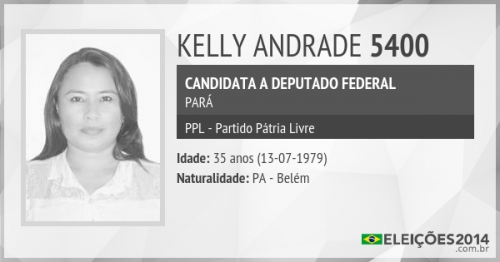 KELLY ANDRADE 5400
CANDIDATA A DEPUTADO FEDERAL
PARÁ
PPL - Partido Pátria Livre
Idade: 35 anos (13-07-1979)
Naturalidade: PA - Belém
ELEIÇÕES2014
.com.br